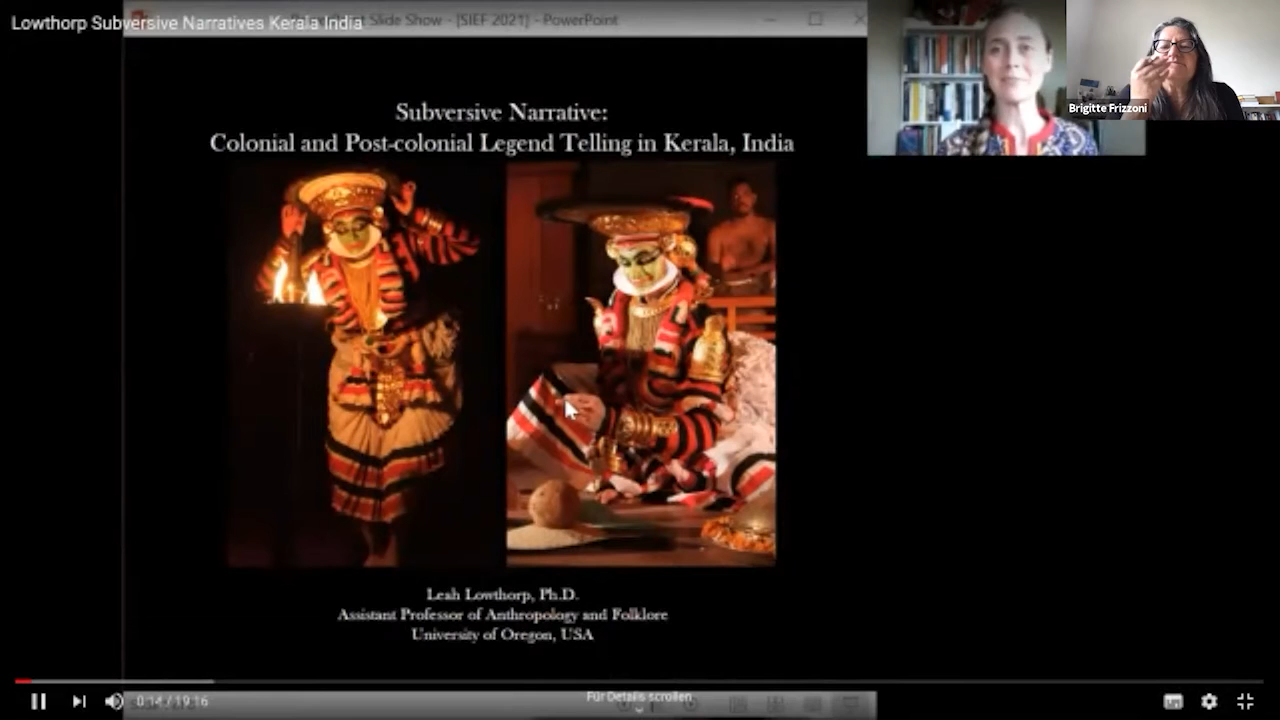 Lowthorp Subversive Narratives Kerala India
Slide Show - [SIEF 2021] - PowerPoint
Brigitte Frizzoni
Subversive Narrative:
Colonial and Post-colonial Legend Telling in Kerala, India
Leah Lowthorp, Ph.D.
Assistant Professor of Anthropology and Folklore
University of Oregon, USA
0:14 / 19:16
Für Details scrollen